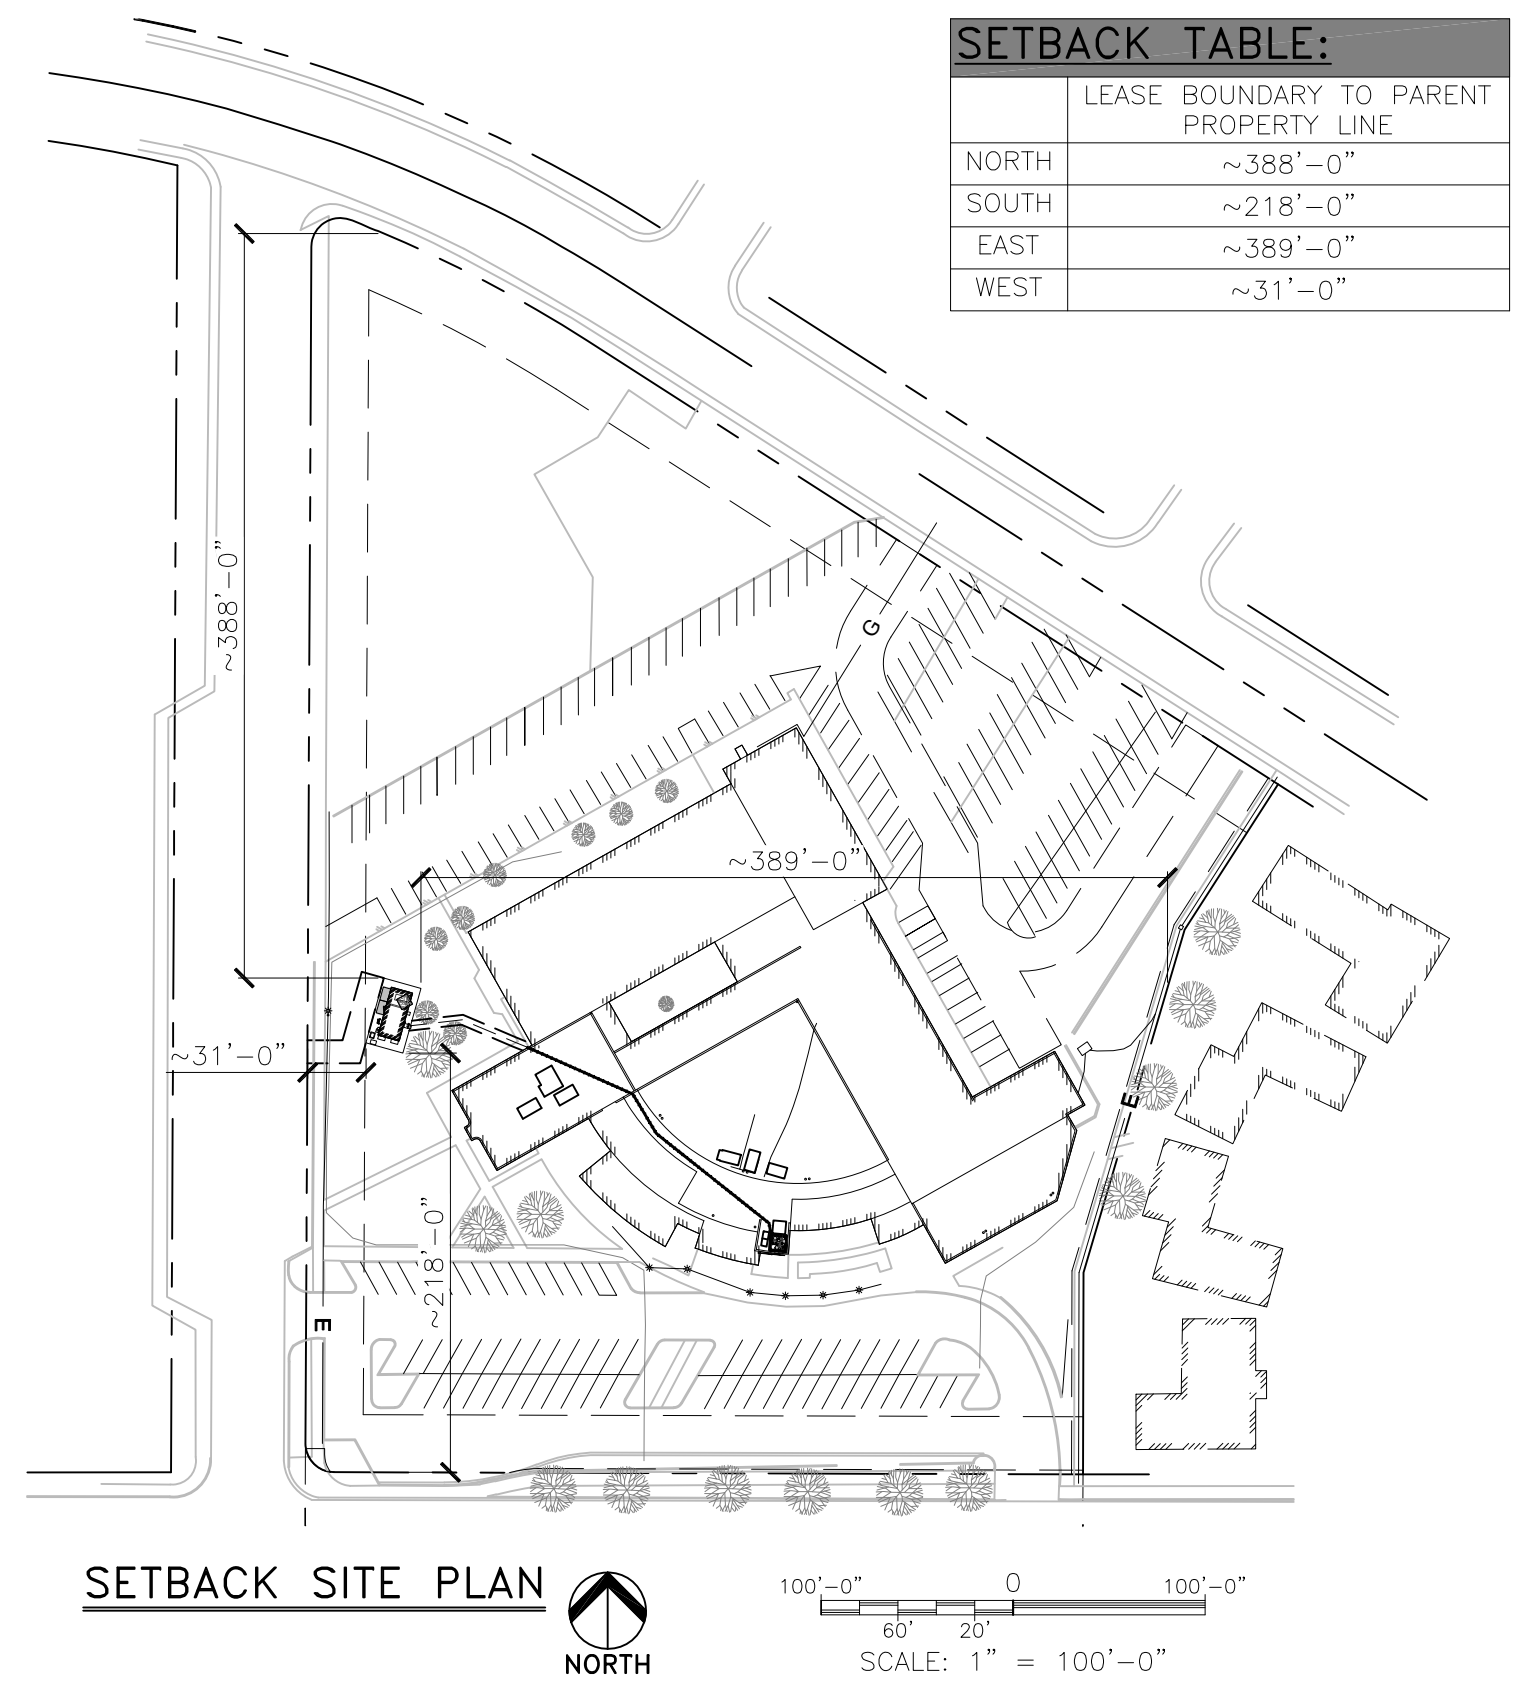 SETBACK TABLE:
LEASE BOUNDARY TO PARENT
PROPERTY LINE
NORTH ~388'-0"
SOUTH ~218'-0"
EAST ~389'-0"
WEST ~31'-0"
~388'-0"
G
~389'-0"
~31'-0"
E
~218'-0"
E
SETBACK SITE PLAN
NORTH
100'-0" 0 100'-0"
60' 20'
SCALE: 1" = 100'-0"